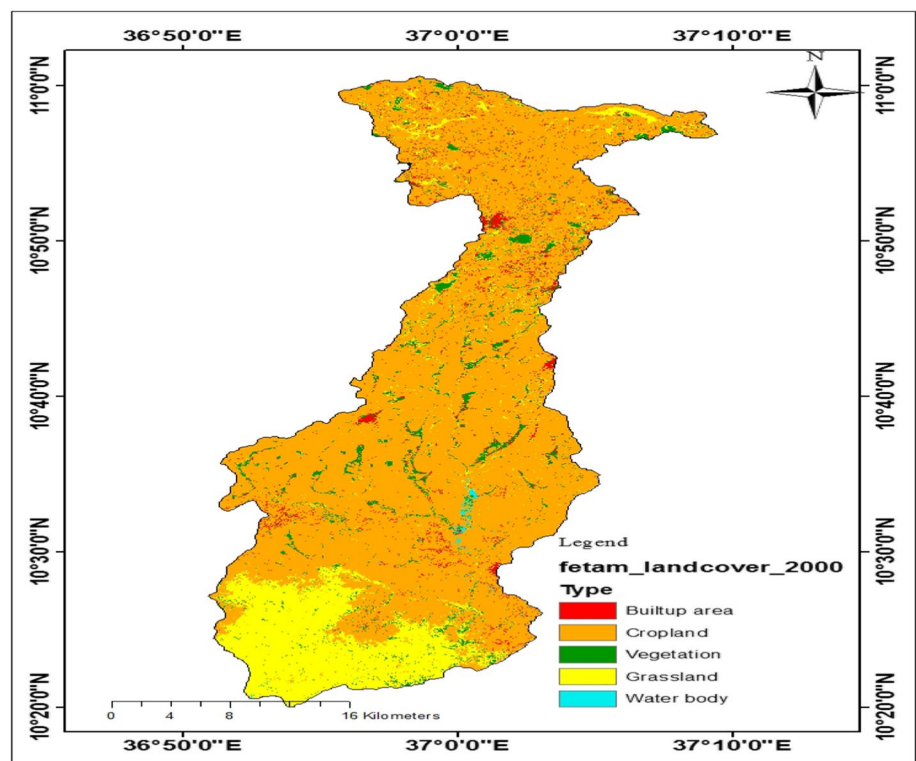 36°50'0"E 37°0'0"E 37°10'0"E
N
11°0'0"N 11°0'0"N
10°50'0"N 10°50'0"N
10°40'0"N 10°40'0"N
10°30'0"N 10°30'0"N
Legend
fetam_landcover_2000
Type
Builtup area
Cropland
Vegetation
Grassland
Water body
10°20'0"N 10°20'0"N
0 4 8 16 Kilometers
36°50'0"E 37°0'0"E 37°10'0"E